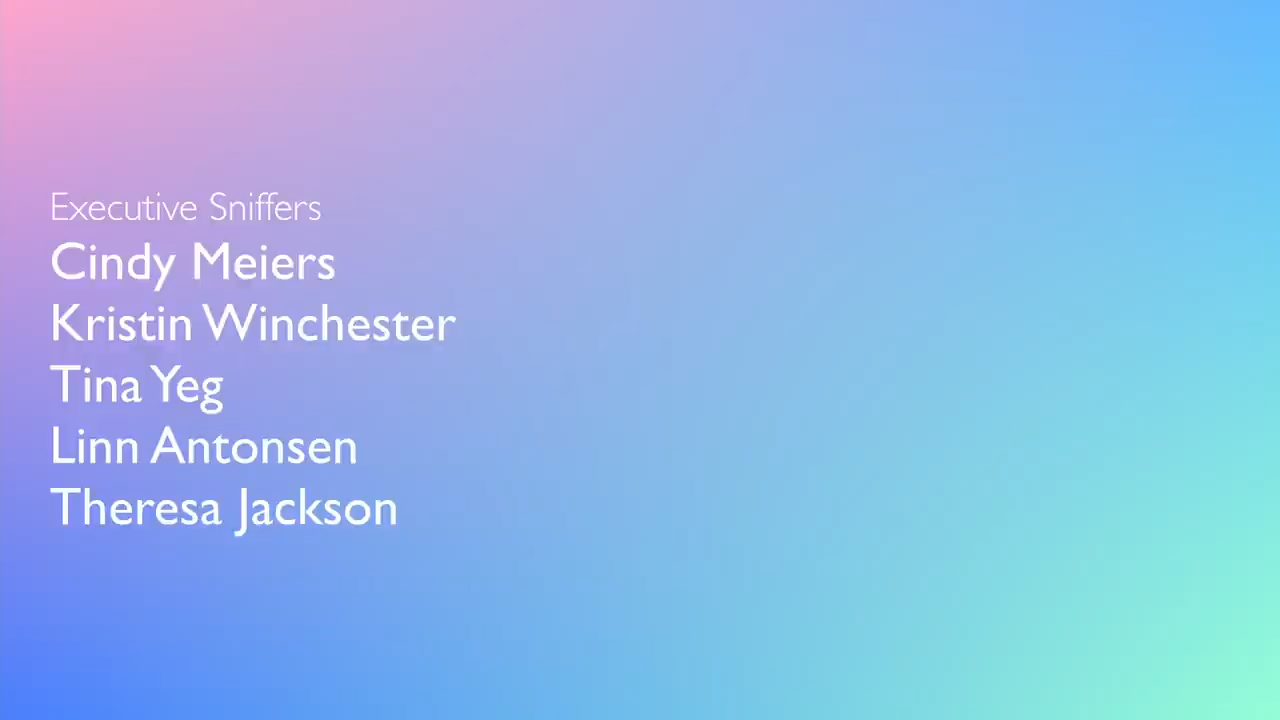 Executive Sniffers
Cindy Meiers
Kristin Winchester
Tina Yeg
Linn Antonsen
Theresa Jackson